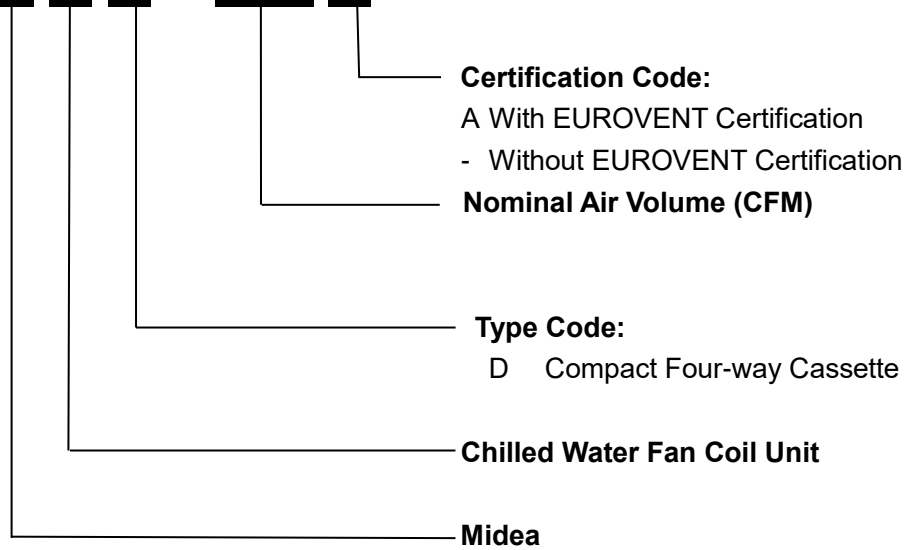 Certification Code:
A With EUROVENT Certification
- Without EUROVENT Certification
Nominal Air Volume (CFM)
Type Code:
D Compact Four-way Cassette
Chilled Water Fan Coil Unit
Midea